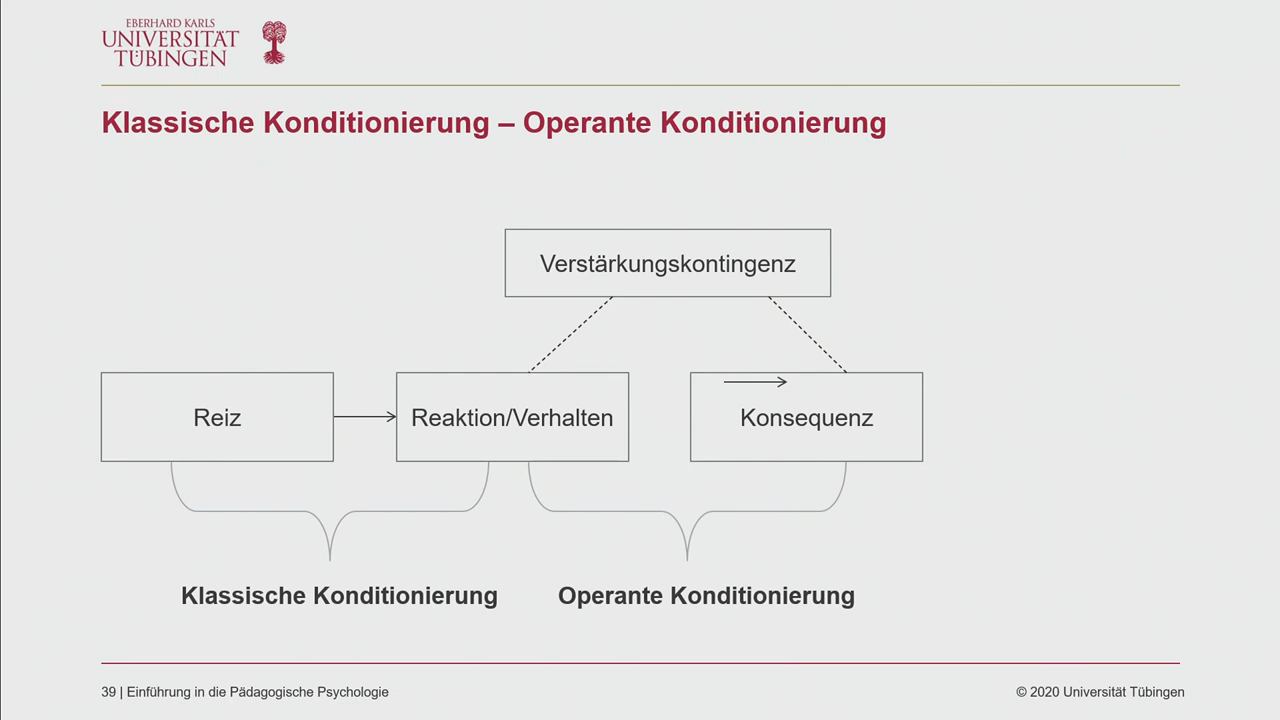 EBERHARD KARLS
UNIVERSITÄT
TÜBINGEN
Klassische Konditionierung – Operante Konditionierung
Verstärkungskontingenz
Reiz
Reaktion/Verhalten
Konsequenz
Klassische Konditionierung
Operante Konditionierung
39 | Einführung in die Pädagogische Psychologie
© 2020 Universität Tübingen